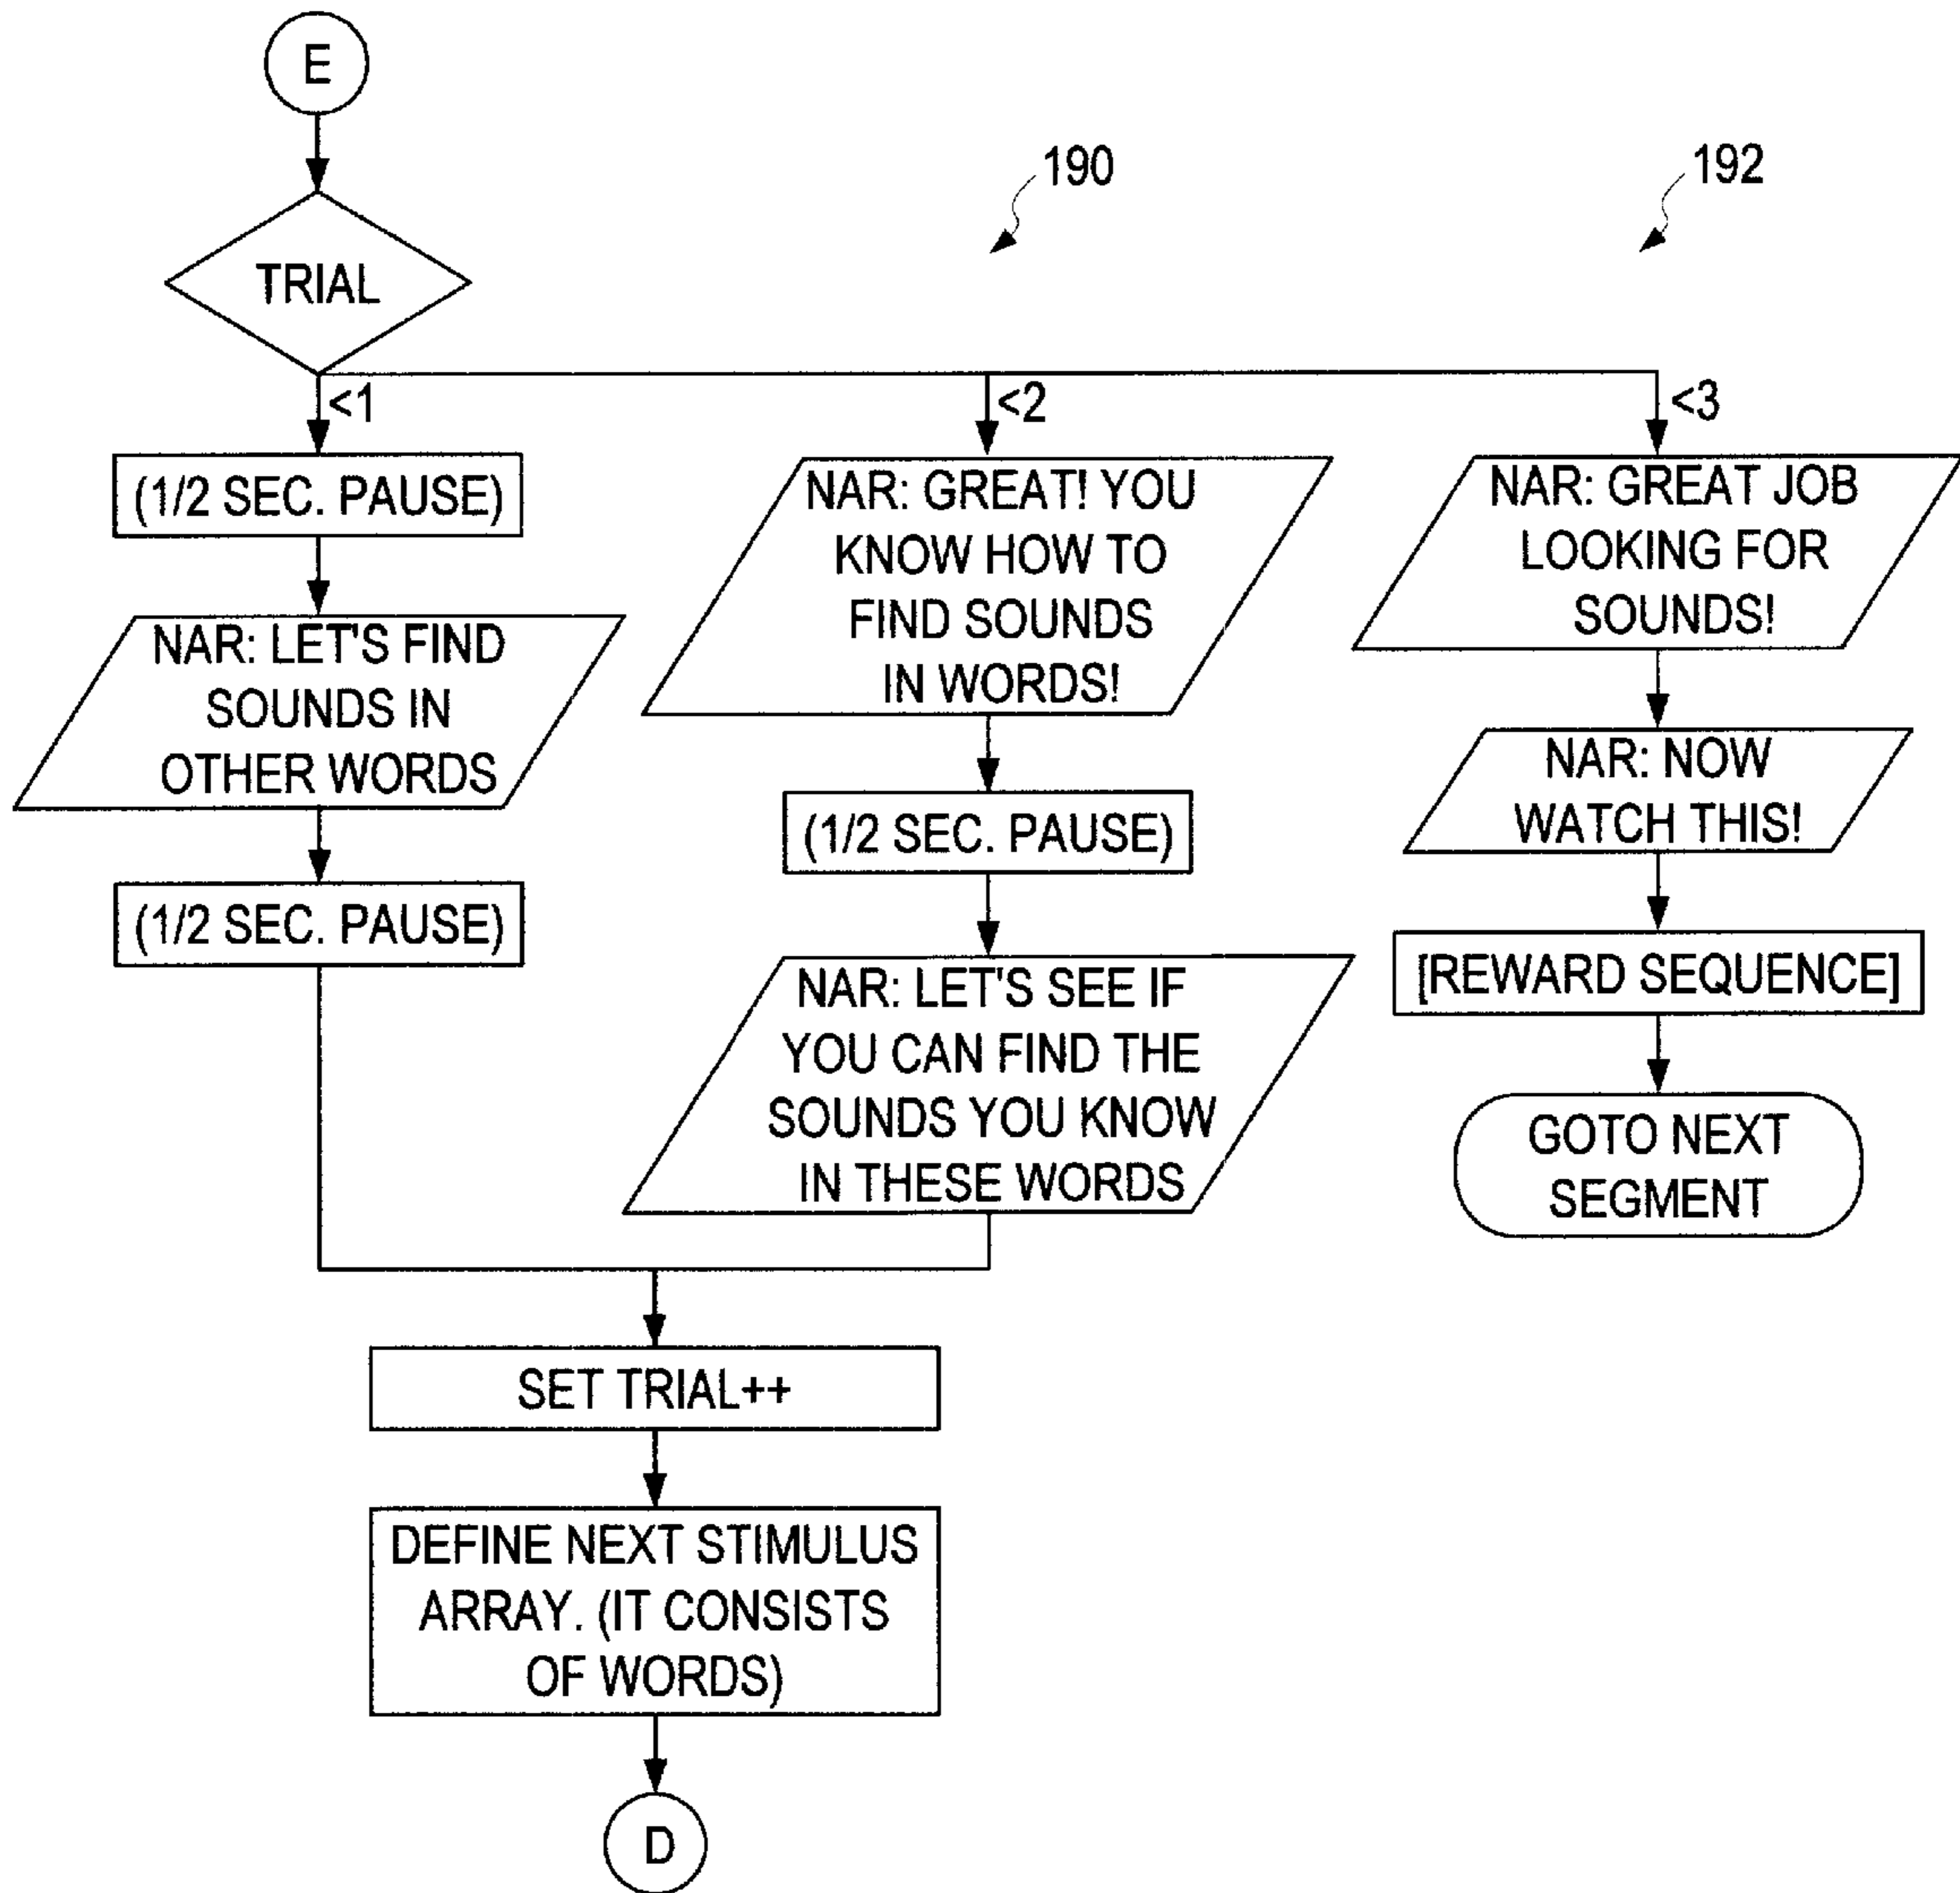 E
TRIAL
190
192
<1
<2
<3
(1/2 SEC. PAUSE)
NAR: LET'S FIND
SOUNDS IN
OTHER WORDS
(1/2 SEC. PAUSE)
NAR: GREAT! YOU
KNOW HOW TO
FIND SOUNDS
IN WORDS!
(1/2 SEC. PAUSE)
NAR: LET'S SEE IF
YOU CAN FIND THE
SOUNDS YOU KNOW
IN THESE WORDS
NAR: GREAT JOB
LOOKING FOR
SOUNDS!
NAR: NOW
WATCH THIS!
[REWARD SEQUENCE]
GOTO NEXT
SEGMENT
SET TRIAL++
DEFINE NEXT STIMULUS
ARRAY. (IT CONSISTS
OF WORDS)
D